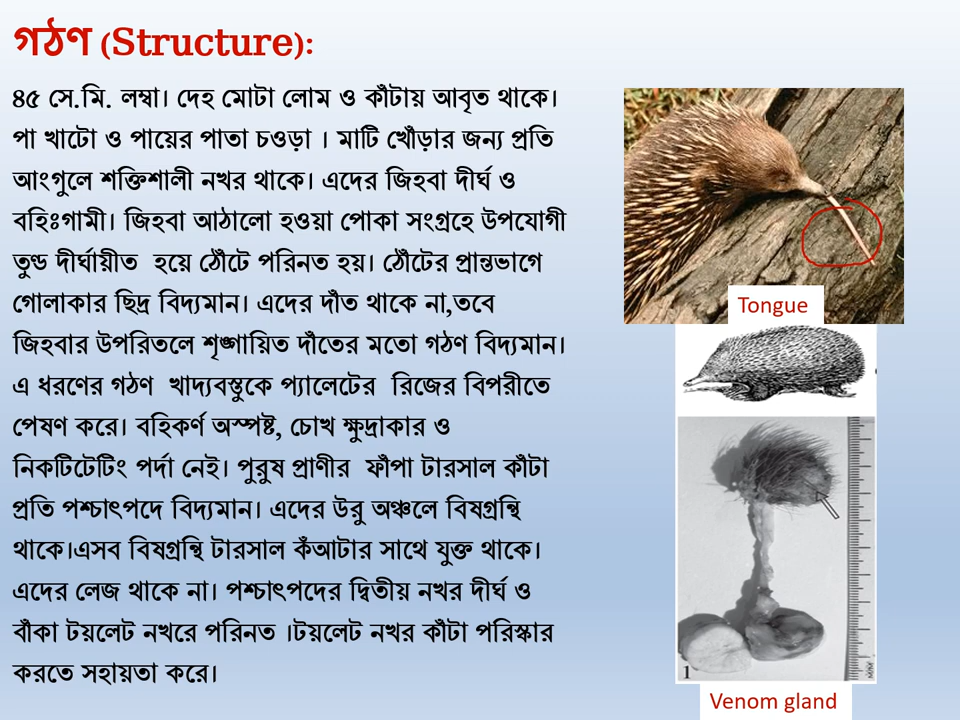 গঠণ (Structure):
৪৫ সে.মি. লম্বা। দেহ মোটা লোম ও কাঁটায় আবৃত থাকে।
পা খাটো ও পায়ের পাতা চওড়া । মাটি খোঁড়ার জন্য প্রতি
আংগুলে শক্তিশালী নখর থাকে। এদের জিহবা দীর্ঘ ও
বহিঃগামী। জিহবা আঠালো হওয়া পোকা সংগ্রহে উপযোগী
তুন্ড দীর্ঘায়ীত হয়ে ঠোঁটে পরিনত হয়। ঠোঁটের প্রান্তভাগে
গোলাকার ছিদ্র বিদ্যমান। এদের দাঁত থাকে না,তবে
জিহবার উপরিতলে শৃঙ্গায়িত দাঁতের মতো গঠণ বিদ্যমান।
এ ধরণের গঠণ খাদ্যবস্তুকে প্যালেটের রিজের বিপরীতে
পেষণ করে। বহিকর্ণ অস্পষ্ট, চোখ ক্ষুদ্রাকার ও
নিকটিটেটিং পর্দা নেই। পুরুষ প্রাণীর ফাঁপা টারসাল কাঁটা
প্রতি পশ্চাৎপদে বিদ্যমান। এদের উরু অঞ্চলে বিষগ্রন্থি
থাকে।এসব বিষগ্রন্থি টারসাল কঁআটার সাথে যুক্ত থাকে।
এদের লেজ থাকে না। পশ্চাৎপদের দ্বিতীয় নখর দীর্ঘ ও
বাঁকা টয়লেট নখরে পরিনত ।টয়লেট নখর কাঁটা পরিস্কার
করতে সহায়তা করে।
Tongue
1
Venom gland